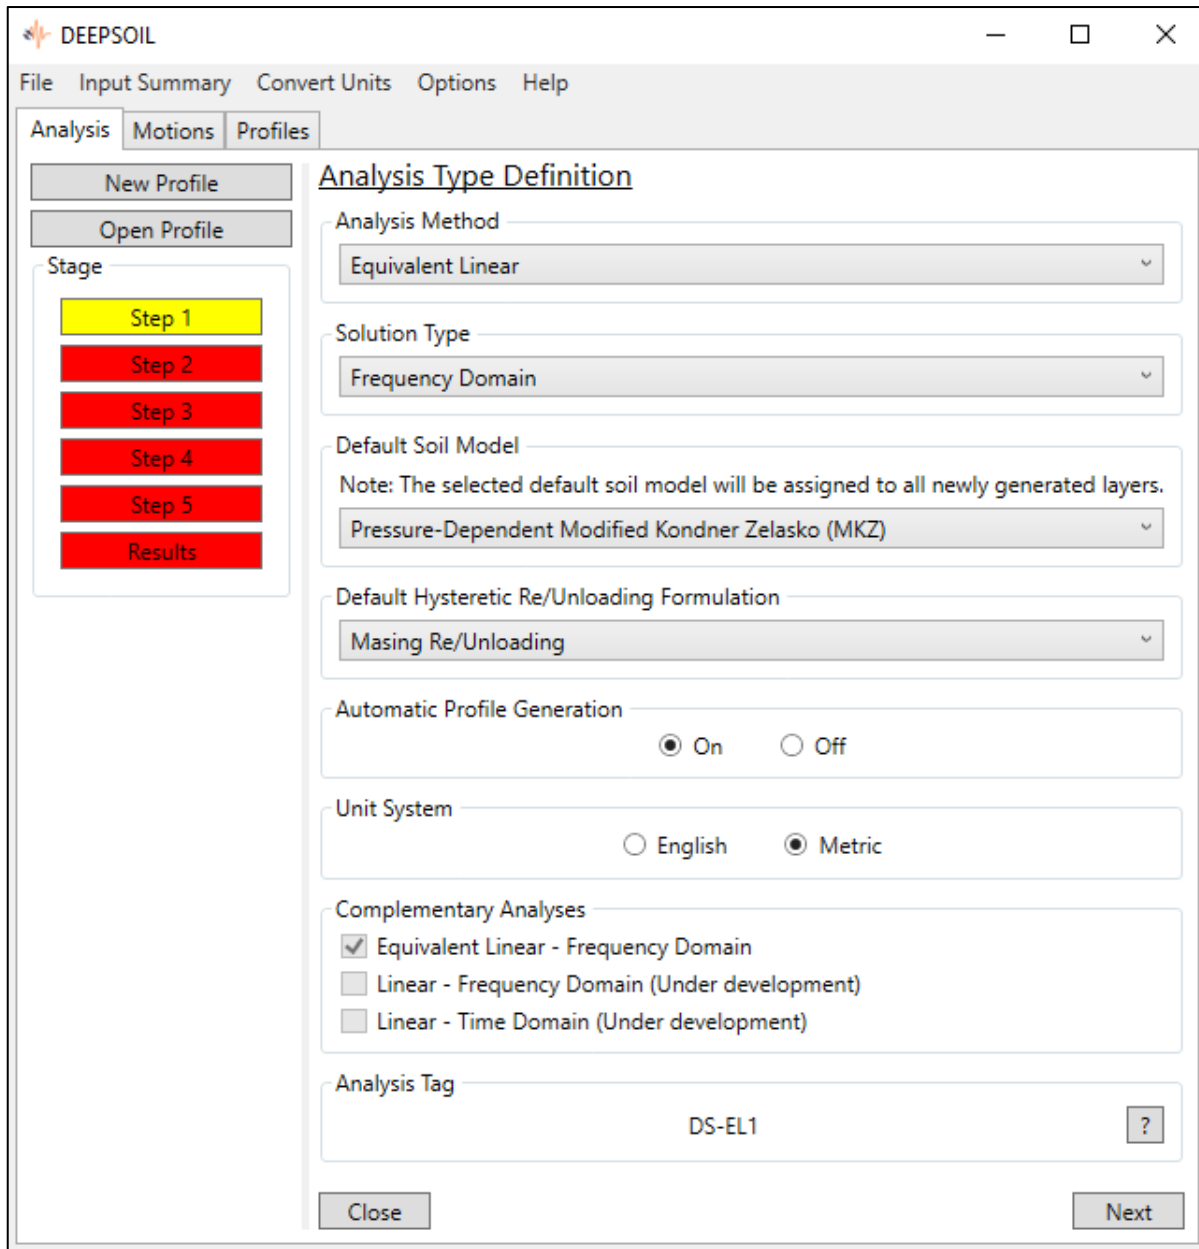 DEEPSOIL
File Input Summary Convert Units Options Help
Analysis Motions Profiles
New Profile
Open Profile
Stage
Step 1
Step 2
Step 3
Step 4
Step 5
Results
Analysis Type Definition
Analysis Method
Equivalent Linear
Solution Type
Frequency Domain
Default Soil Model
Note: The selected default soil model will be assigned to all newly generated layers.
Pressure-Dependent Modified Kondner Zelasko (MKZ)
Default Hysteretic Re/Unloading Formulation
Masing Re/Unloading
Automatic Profile Generation
On Off
Unit System
English Metric
Complementary Analyses
Equivalent Linear - Frequency Domain
Linear - Frequency Domain (Under development)
Linear - Time Domain (Under development)
Analysis Tag
DS-EL1
?
Close Next